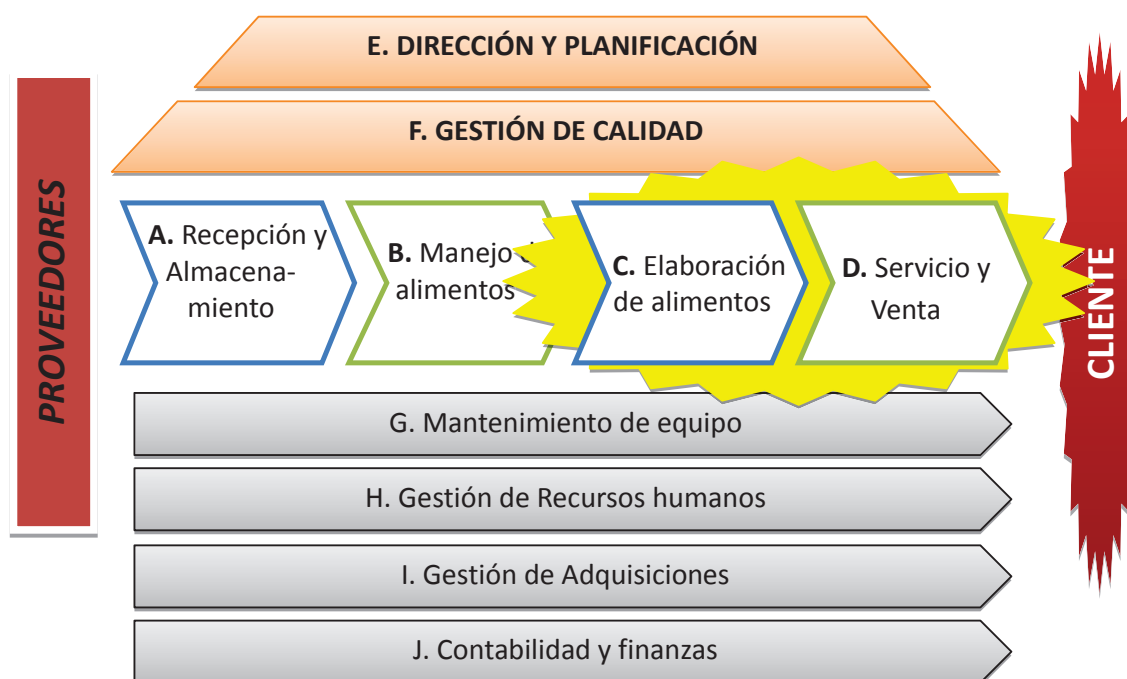 E. DIRECCIÓN Y PLANIFICACIÓN
F. GESTIÓN DE CALIDAD
PROVEEDORES
A. Recepción y
Almacena-
miento
B. Manejo
alimentos
C. Elaboración
de alimentos
D. Servicio y
Venta
CLIENTE
G. Mantenimiento de equipo
H. Gestión de Recursos humanos
I. Gestión de Adquisiciones
J. Contabilidad y finanzas